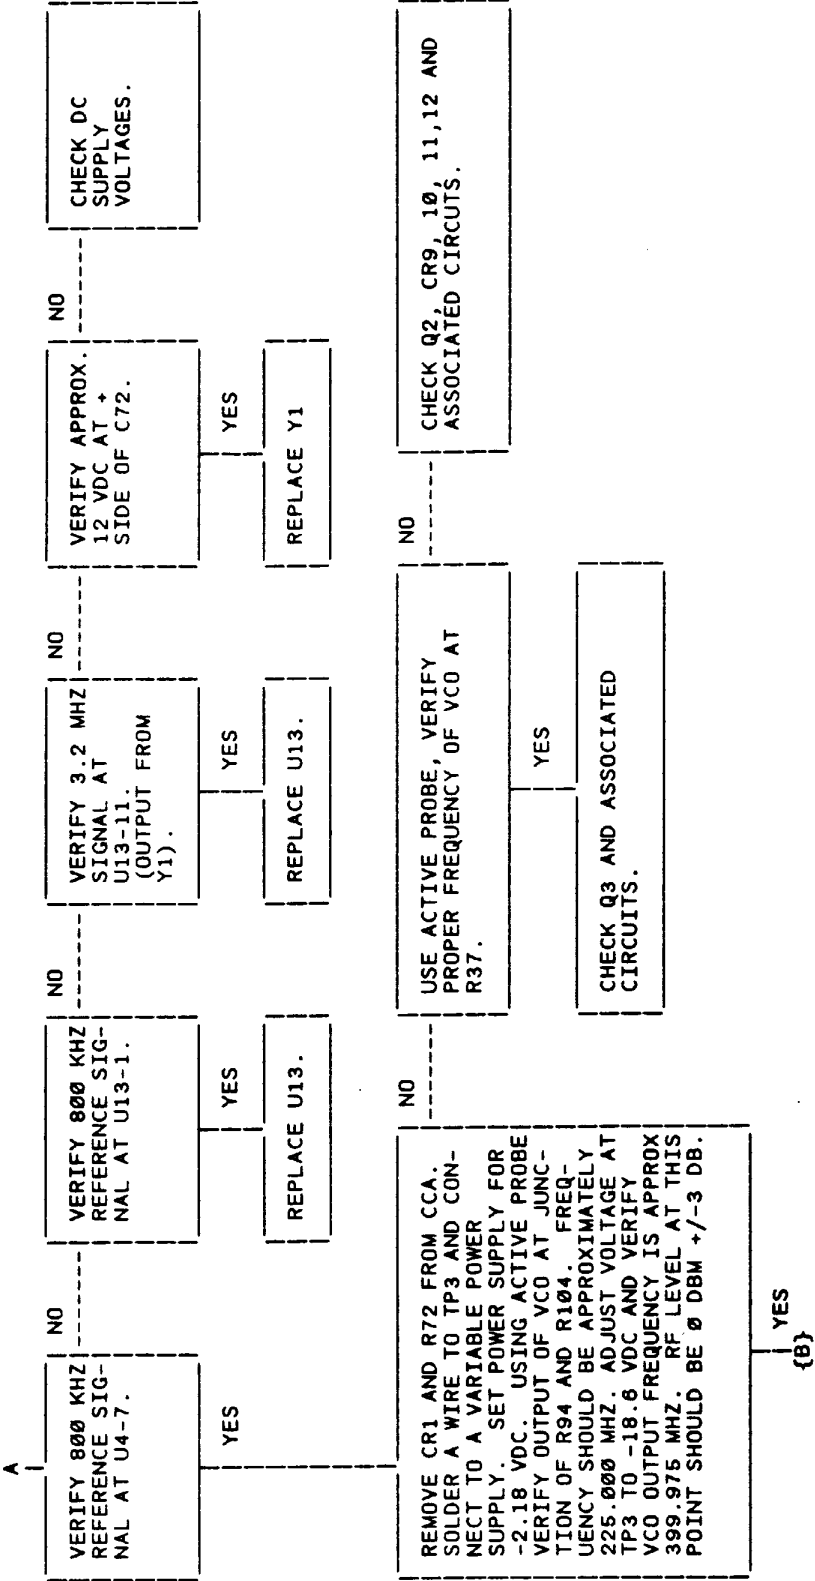 A
VERIFY 800 KHZ
REFERENCE SIG-
NAL AT U4-7.
NO
VERIFY 800 KHZ
REFERENCE SIG-
NAL AT U13-1.
NO
VERIFY 3.2 MHZ
SIGNAL AT
U13-11.
(OUTPUT FROM
Y1).
NO
VERIFY APPROX.
12 VDC AT +
SIDE OF C72.
NO
CHECK DC
SUPPLY
VOLTAGES.
YES
YES
YES
YES
REPLACE U13.
REPLACE U13.
REPLACE Y1
REMOVE CR1 AND R72 FROM CCA.
SOLDER A WIRE TO TP3 AND CON-
NECT TO A VARIABLE POWER
SUPPLY. SET POWER SUPPLY FOR
-2.18 VDC. USING ACTIVE PROBE
VERIFY OUTPUT OF VCO AT JUNC-
TION OF R94 AND R104. FREQ-
UENCY SHOULD BE APPROXIMATELY
225.000 MHZ. ADJUST VOLTAGE AT
TP3 TO -18.6 VDC AND VERIFY
VCO OUTPUT FREQUENCY IS APPROX
399.975 MHZ. RF LEVEL AT THIS
POINT SHOULD BE 0 DBM +/-3 DB.
NO
USE ACTIVE PROBE, VERIFY
PROPER FREQUENCY OF VCO AT
R37.
NO
CHECK Q2, CR9, 10, 11,12 AND
ASSOCIATED CIRCUTS.
YES
CHECK Q3 AND ASSOCIATED
CIRCUITS.
YES
{B}